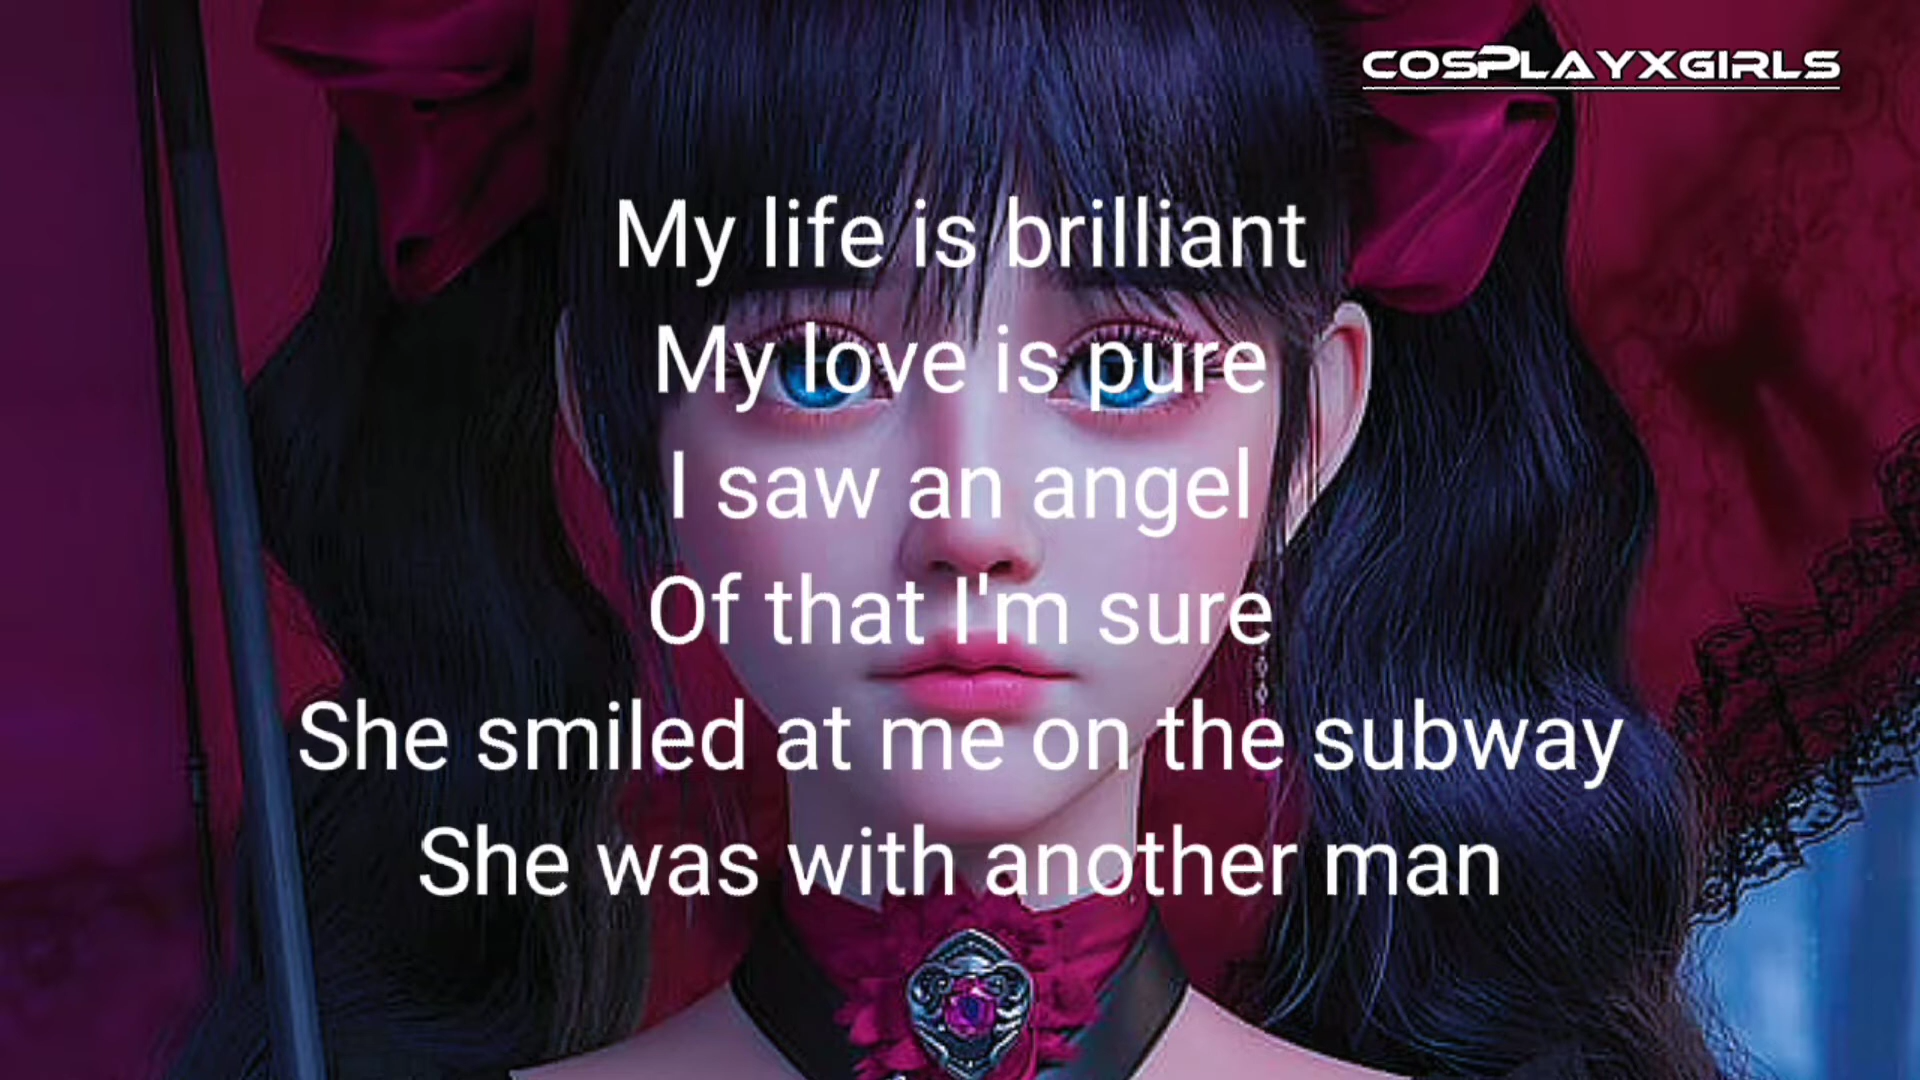 COSPLAYXGIRLS
My life is brilliant
My love is pure
I saw an angel
Of that I'm sure
She smiled at me on the subway
She was with another man